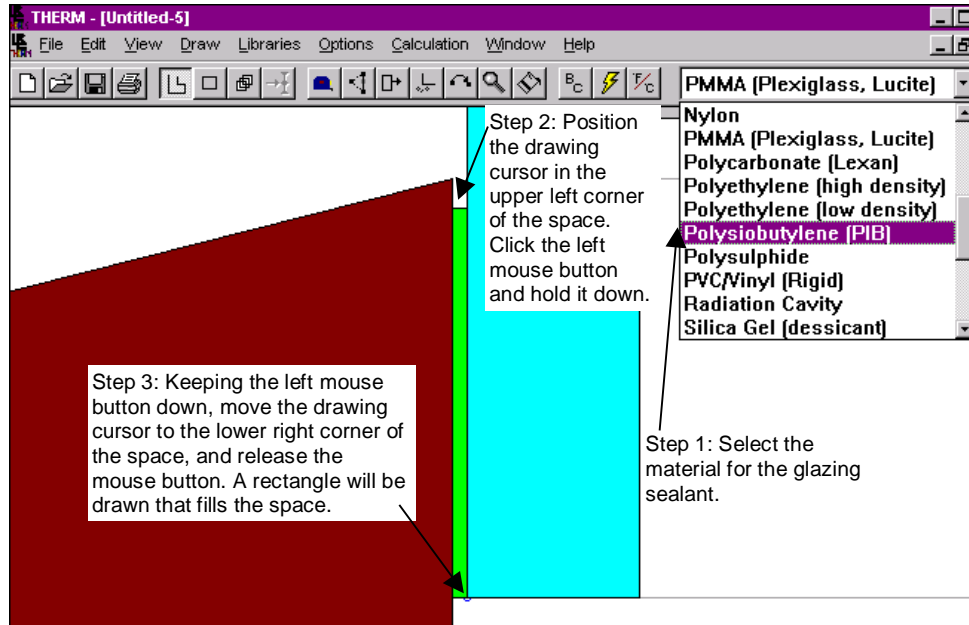 THERM - [Untitled-5]
File Edit View Draw Libraries Options Calculation Window Help
BC F/C PMMA (Plexiglass, Lucite)
Nylon
PMMA (Plexiglass, Lucite)
Polycarbonate (Lexan)
Polyethylene (high density)
Polyethylene (low density)
Polysiobutylene (PIB)
Polysulphide
PVC/Vinyl (Rigid)
Radiation Cavity
Silica Gel (dessicant)
Step 2: Position
the drawing
cursor in the
upper left corner
of the space.
Click the left
mouse button
and hold it down.
Step 3: Keeping the left mouse
button down, move the drawing
cursor to the lower right corner of
the space, and release the
mouse button. A rectangle will be
drawn that fills the space.
Step 1: Select the
material for the glazing
sealant.